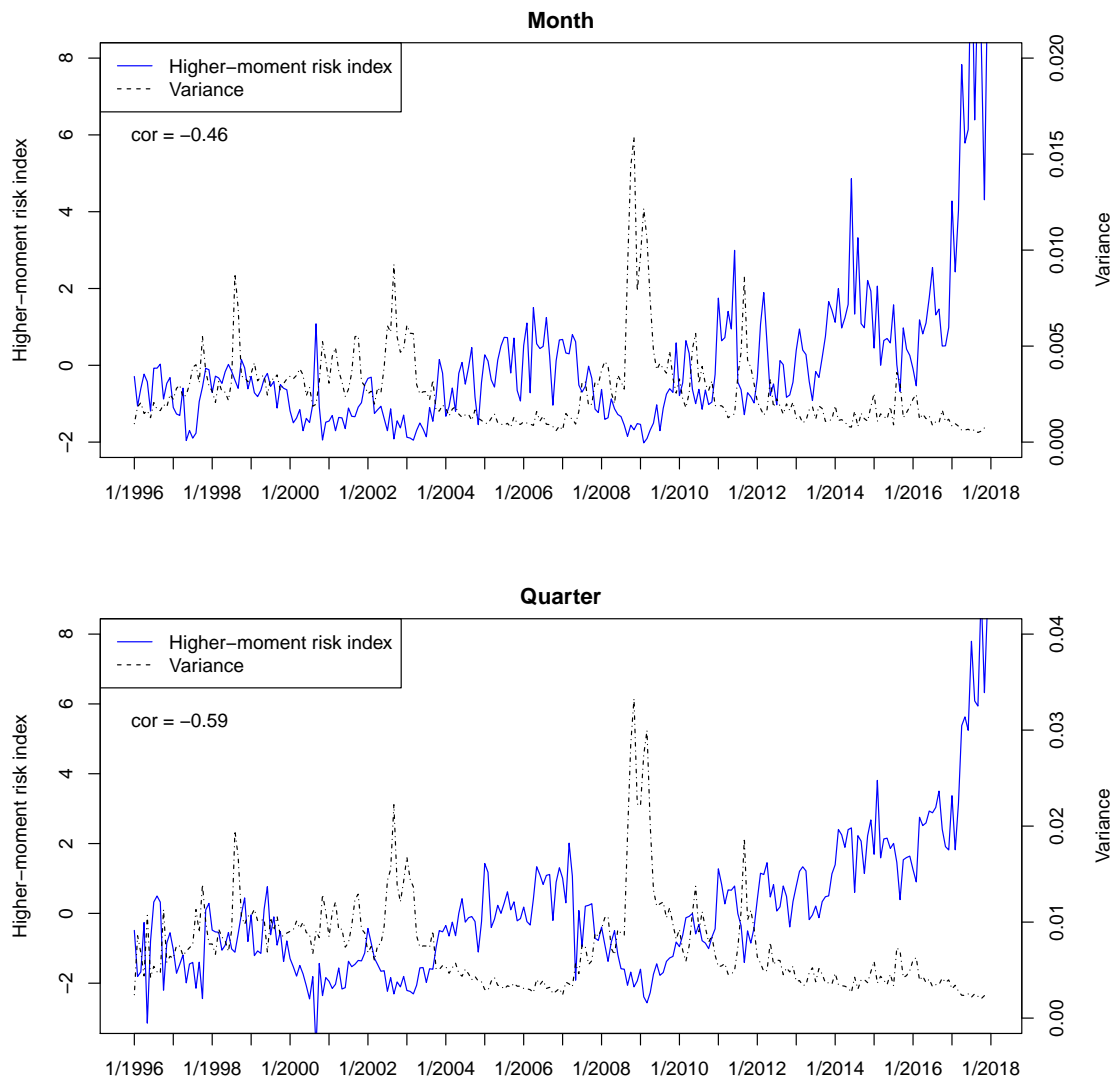 Month
Higher−moment risk index
Variance
cor = −0.46
8
6
4
2
0
−2
Higher−moment risk index
0.020
0.015
0.010
0.005
0.000
Variance
1/1996 1/1998 1/2000 1/2002 1/2004 1/2006 1/2008 1/2010 1/2012 1/2014 1/2016 1/2018
Quarter
Higher−moment risk index
Variance
cor = −0.59
8
6
4
2
0
−2
Higher−moment risk index
0.04
0.03
0.02
0.01
0.00
Variance
1/1996 1/1998 1/2000 1/2002 1/2004 1/2006 1/2008 1/2010 1/2012 1/2014 1/2016 1/2018